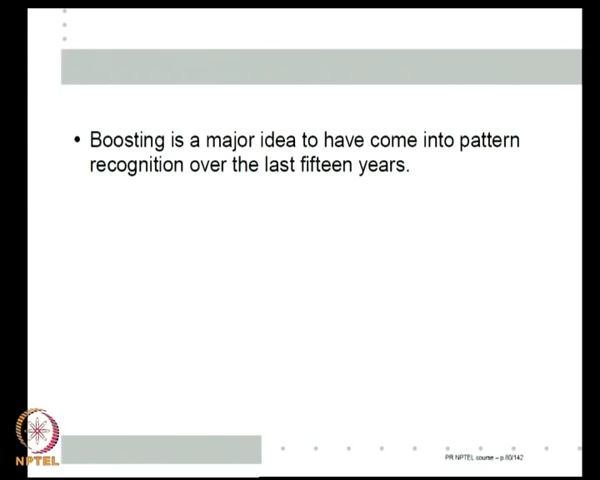 • Boosting is a major idea to have come into pattern
recognition over the last fifteen years.
NPTEL
PR NPTEL course – p.80/142